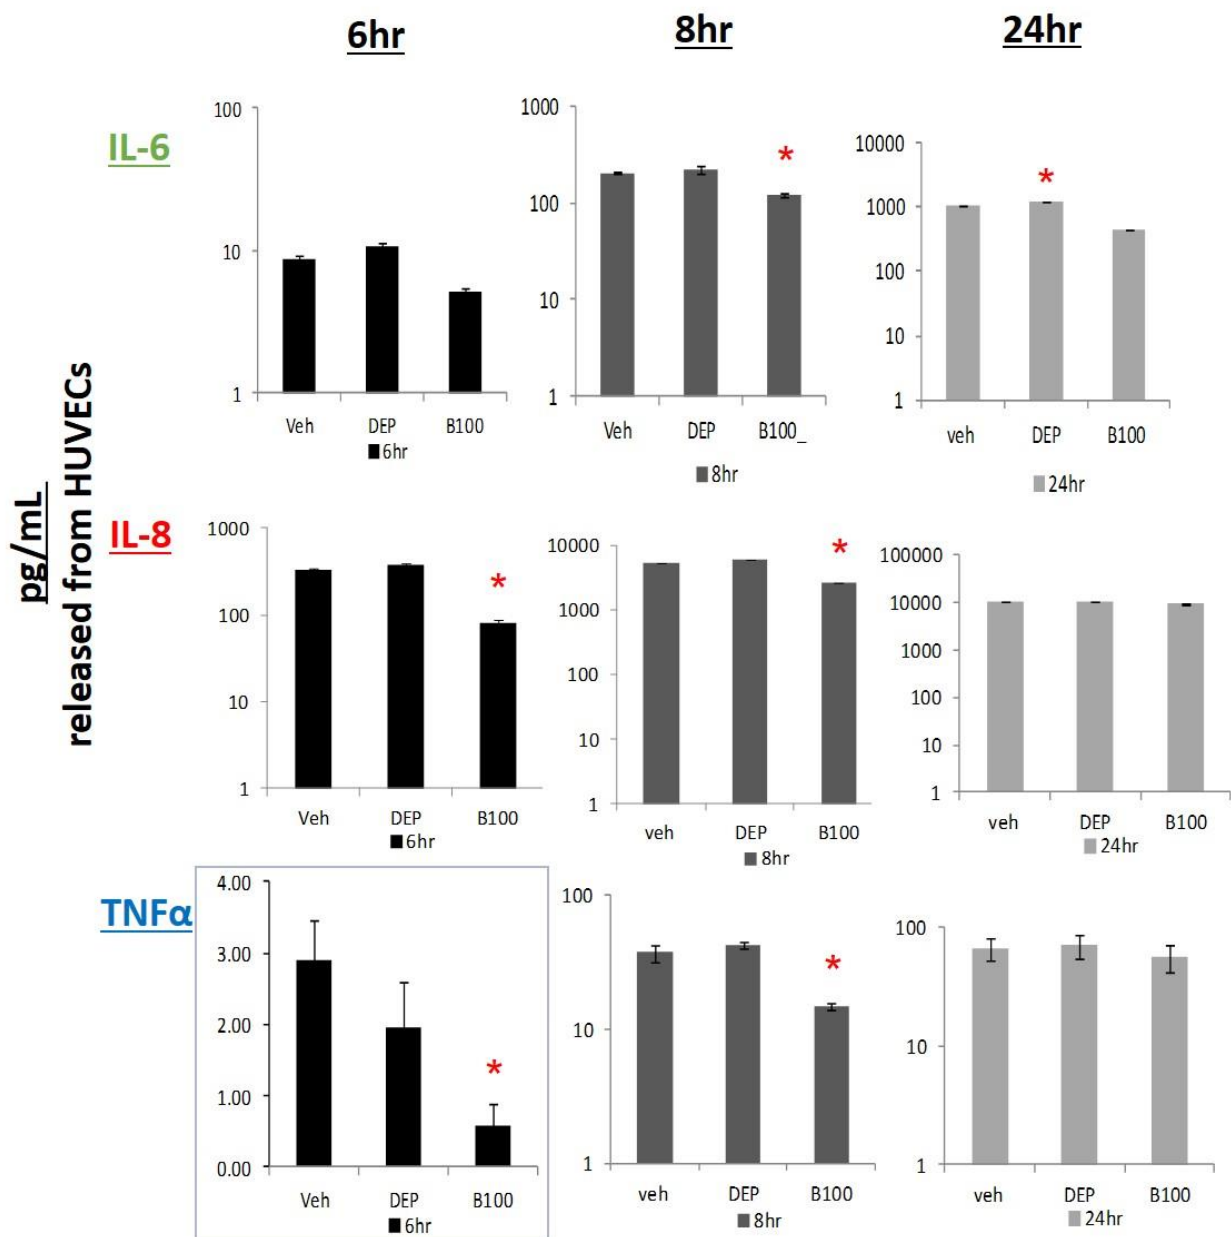 6hr 8hr 24hr
pg/mL
released from HUVECs
IL-6
100
10
1
Veh DEP B100
6hr
1000
100
10
1
Veh DEP B100_
8hr
*
10000
1000
100
10
1
veh DEP B100
24hr
*
IL-8
1000
100
10
1
Veh DEP B100
6hr
*
10000
1000
100
10
1
veh DEP B100
8hr
*
100000
10000
1000
100
10
1
veh DEP B100
24hr
TNFα
4.00
3.00
2.00
1.00
0.00
Veh DEP B100
6hr
*
100
10
1
veh DEP B100
8hr
*
100
10
1
veh DEP B100
24hr